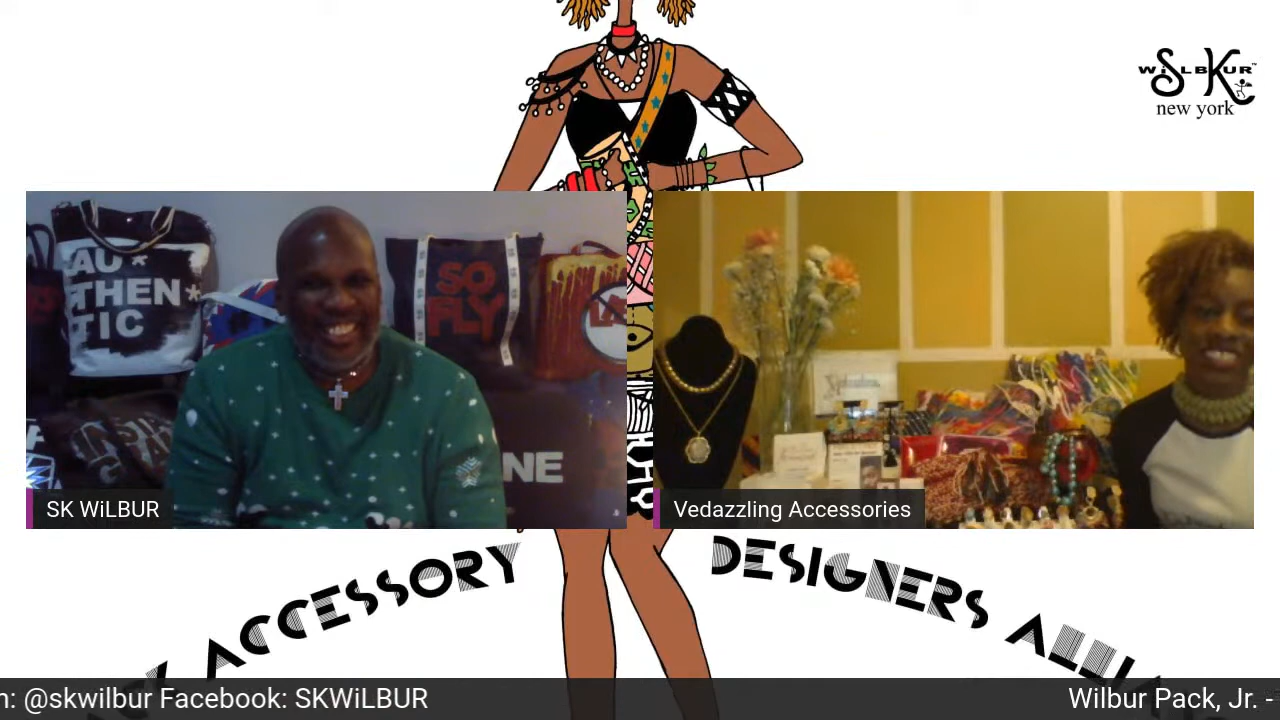 WiLBUR
SK
new york
AU*
THEN*
TIC
SO
FLY
NE
SK WiLBUR
Vedazzling Accessories
ACCESSORY
DESIGNERS
@skwilbur Facebook: SKWiLBUR
Wilbur Pack, Jr. -